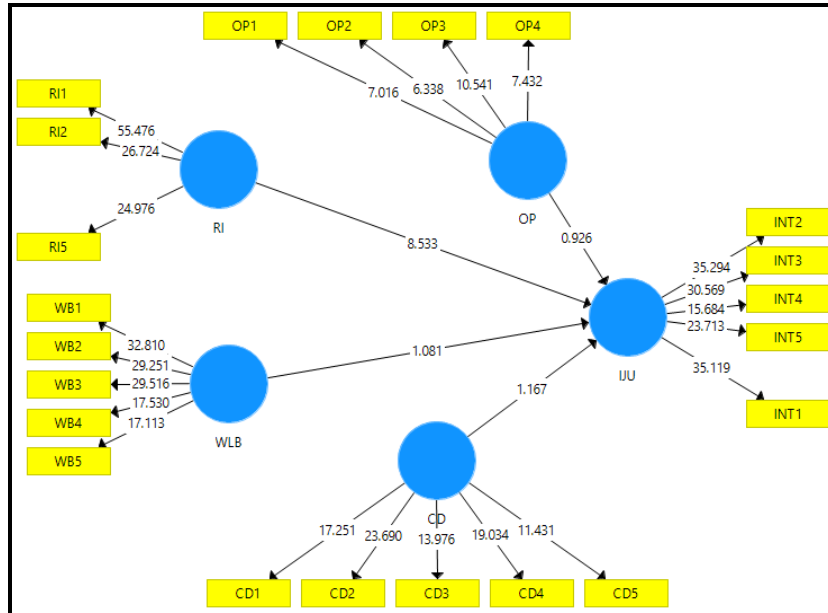 OP1 OP2 OP3 OP4
7.016 6.338 10.541 7.432
OP
RI1
RI2
RI5
55.476
26.724
24.976
RI
8.533
0.926
WB1
WB2
WB3
WB4
WB5
32.810
29.251
29.516
17.530
17.113
WLB
1.081
1.167
IJU
35.294
30.569
15.684
23.713
35.119
INT2
INT3
INT4
INT5
INT1
CD
17.251 23.690 13.976 19.034 11.431
CD1 CD2 CD3 CD4 CD5